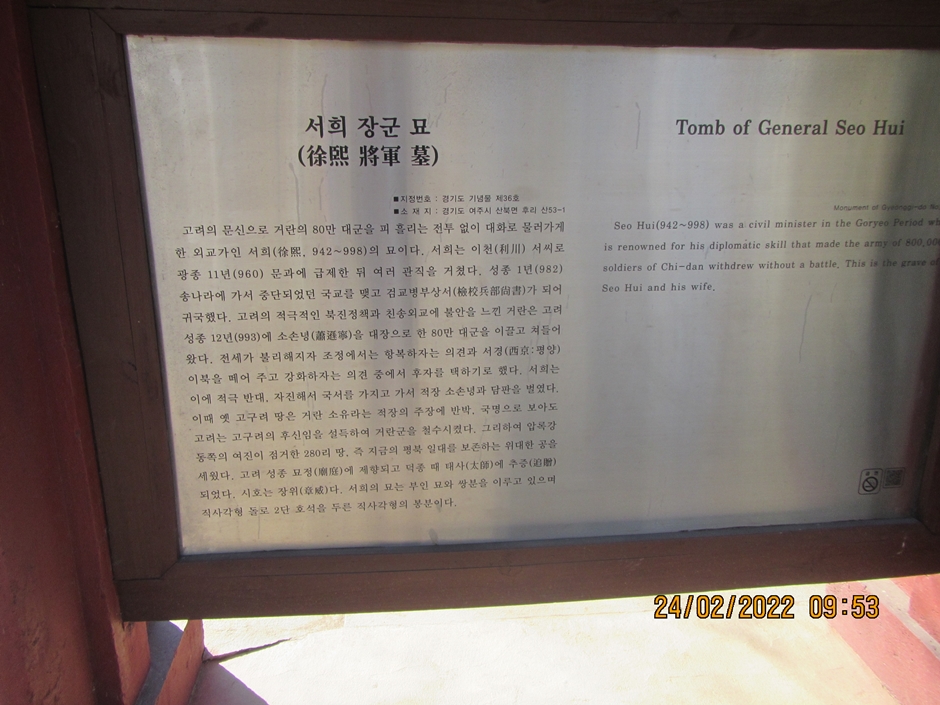 서희 장군 묘
(徐熙 將軍 墓)
■지정번호 : 경기도 기념물 제36호
■소 재 지 : 경기도 여주시 산북면 후리 산53-1
고려의 문신으로 거란의 80만 대군을 피 흘리는 전투 없이 대화로 물러가게
한 외교가인 서희(徐熙, 942~998)의 묘이다. 서희는 이천(利川) 서씨로
광종 11년(960) 문과에 급제한 뒤 여러 관직을 거쳤다. 성종 1년(982)
송나라에 가서 중단되었던 국교를 맺고 검교병부상서(檢校兵部尙書)가 되어
귀국했다. 고려의 적극적인 북진정책과 친송외교에 불안을 느낀 거란은 고려
성종 12년(993)에 소손녕(蕭遜寧)을 대장으로 한 80만 대군을 이끌고 쳐들어
왔다. 전세가 불리해지자 조정에서는 항복하자는 의견과 서경(西京:평양)
이북을 떼어 주고 강화하자는 의견 중에서 후자를 택하기로 했다. 서희는
이에 적극 반대, 자진해서 국서를 가지고 가서 적장 소손녕과 담판을 벌였다.
이때 옛 고구려 땅은 거란 소유라는 적장의 주장에 반박, 국명으로 보아도
고려는 고구려의 후신임을 설득하여 거란군을 철수시켰다. 그리하여 압록강
동쪽의 여진이 점거한 280리 땅, 즉 지금의 평북 일대를 보존하는 위대한 공을
세웠다. 고려 성종 묘정(廟庭)에 제향되고 덕종 때 태사(太師)에 추증(追贈)
되었다. 시호는 장위(章威)다. 서희의 묘는 부인 묘와 쌍분을 이루고 있으며
직사각형 돌로 2단 호석을 두른 직사각형의 봉분이다.
Tomb of General Seo Hui
Monument of Gyeonggi-do
Seo Hui(942~998) was a civil minister in the Goryeo Period
is renowned for his diplomatic skill that made the army of 800,000
soldiers of Chi-dan withdrew without a battle. This is the grave of
Seo Hui and his wife.
24/02/2022 09:53